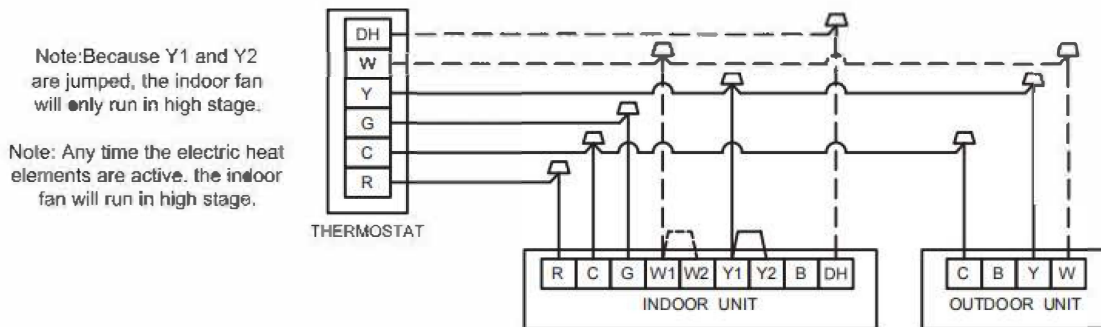 Note:Because Y1 and Y2
are jumped, the indoor fan
will only run in high stage.
Note: Any time the electric heat
elements are active. the indoor
fan will run in high stage.
DH
W
Y
G
C
R
THERMOSTAT
R C G W1 W2 Y1 Y2 B DH
INDOOR UNIT
C B Y W
OUTDOOR UNIT